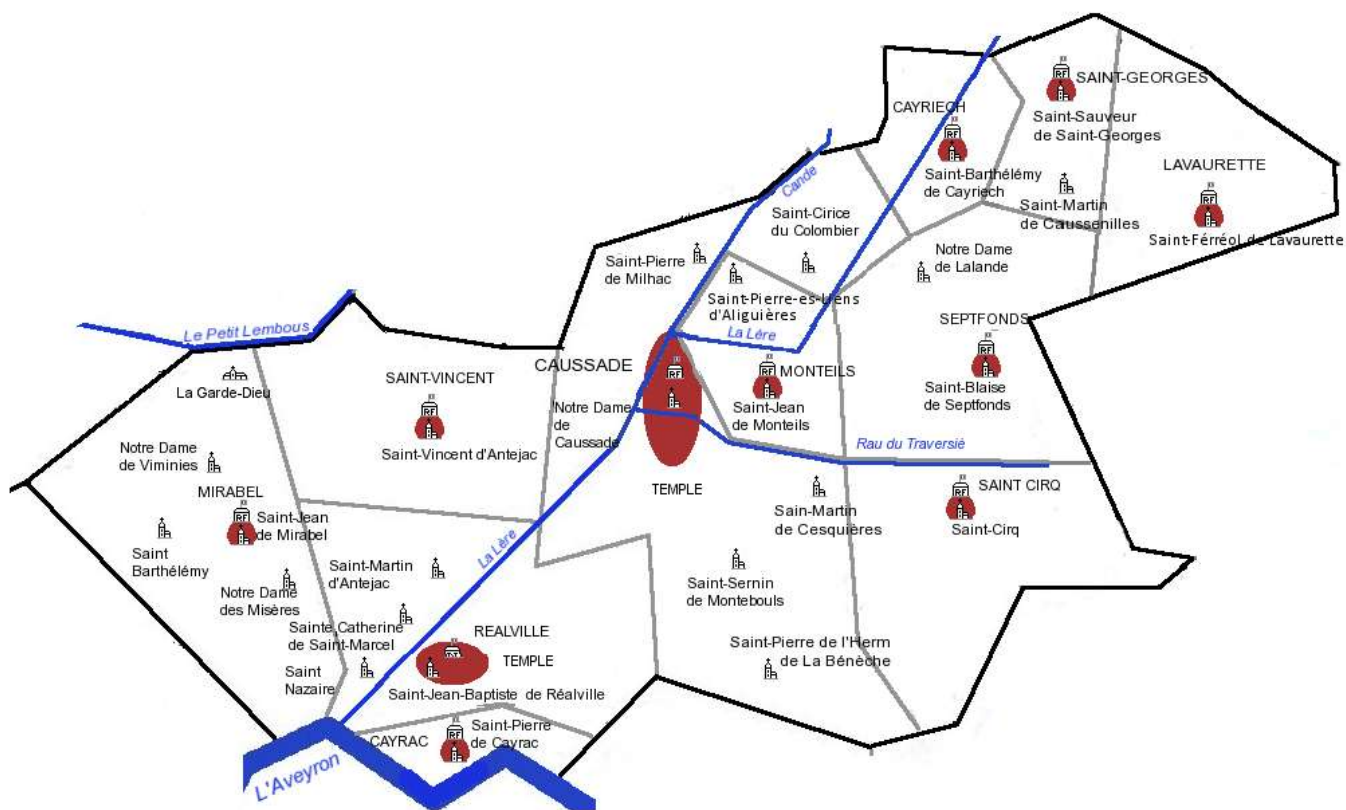 SAINT-GEORGES
CAYRIECH
Saint-Sauveur
de Saint-Georges
LAVAURETTE
Saint-Barthélémy
de Cayriech
Cande
Saint-Martin
de Caussenilles
Saint-Cirice
du Colombier
Saint-Férréol de Lavaurette
Notre Dame
de Lalande
Saint-Pierre
de Milhac
Saint-Pierre-es-Liens
d'Aliguières
SEPTFONDS
Le Petit Lembous
La Lère
CAUSSADE
RF
MONTEILS
SAINT-VINCENT
La Garde-Dieu
Saint-Blaise
de Septfonds
Notre Dame
de
Caussade
Saint-Jean
de Monteils
Saint-Vincent d'Antejac
Rau du Traversié
Notre Dame
de Viminies
SAINT CIRQ
TEMPLE
MIRABEL
Saint-Jean
de Mirabel
Sain-Martin
de Cesquières
Saint-Cirq
Saint
Barthélémy
La Lère
Saint-Martin
d'Antejac
Saint-Sernin
de Montebouls
Notre Dame
des Misères
Sainte Catherine
de Saint-Marcel
REALVILLE
TEMPLE
Saint-Pierre de l'Herm
de La Bénèche
Saint
Nazaire
Saint-Jean-Baptiste de Réalville
CAYRAC
Saint-Pierre
de Cayrac
L'Aveyron